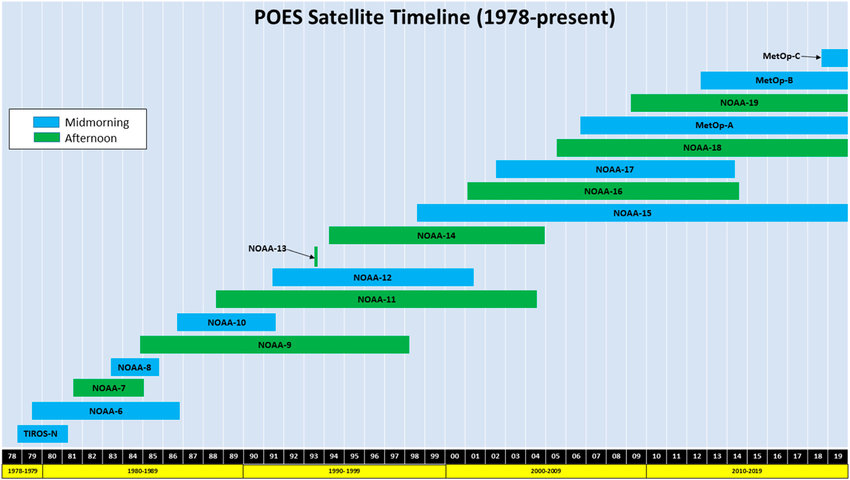 POES Satellite Timeline (1978-present)
MetOp-C
MetOp-B
NOAA-19
Midmorning
Afternoon
MetOp-A
NOAA-18
NOAA-17
NOAA-16
NOAA-15
NOAA-14
NOAA-13
NOAA-12
NOAA-11
NOAA-10
NOAA-9
NOAA-8
NOAA-7
NOAA-6
TIROS-N
78 79 80 81 82 83 84 85 86 87 88 89 90 91 92 93 94 95 96 97 98 99 00 01 02 03 04 05 06 07 08 09 10 11 12 13 14 15 16 17 18 19
1978-1979 1980-1989 1990-1999 2000-2009 2010-2019